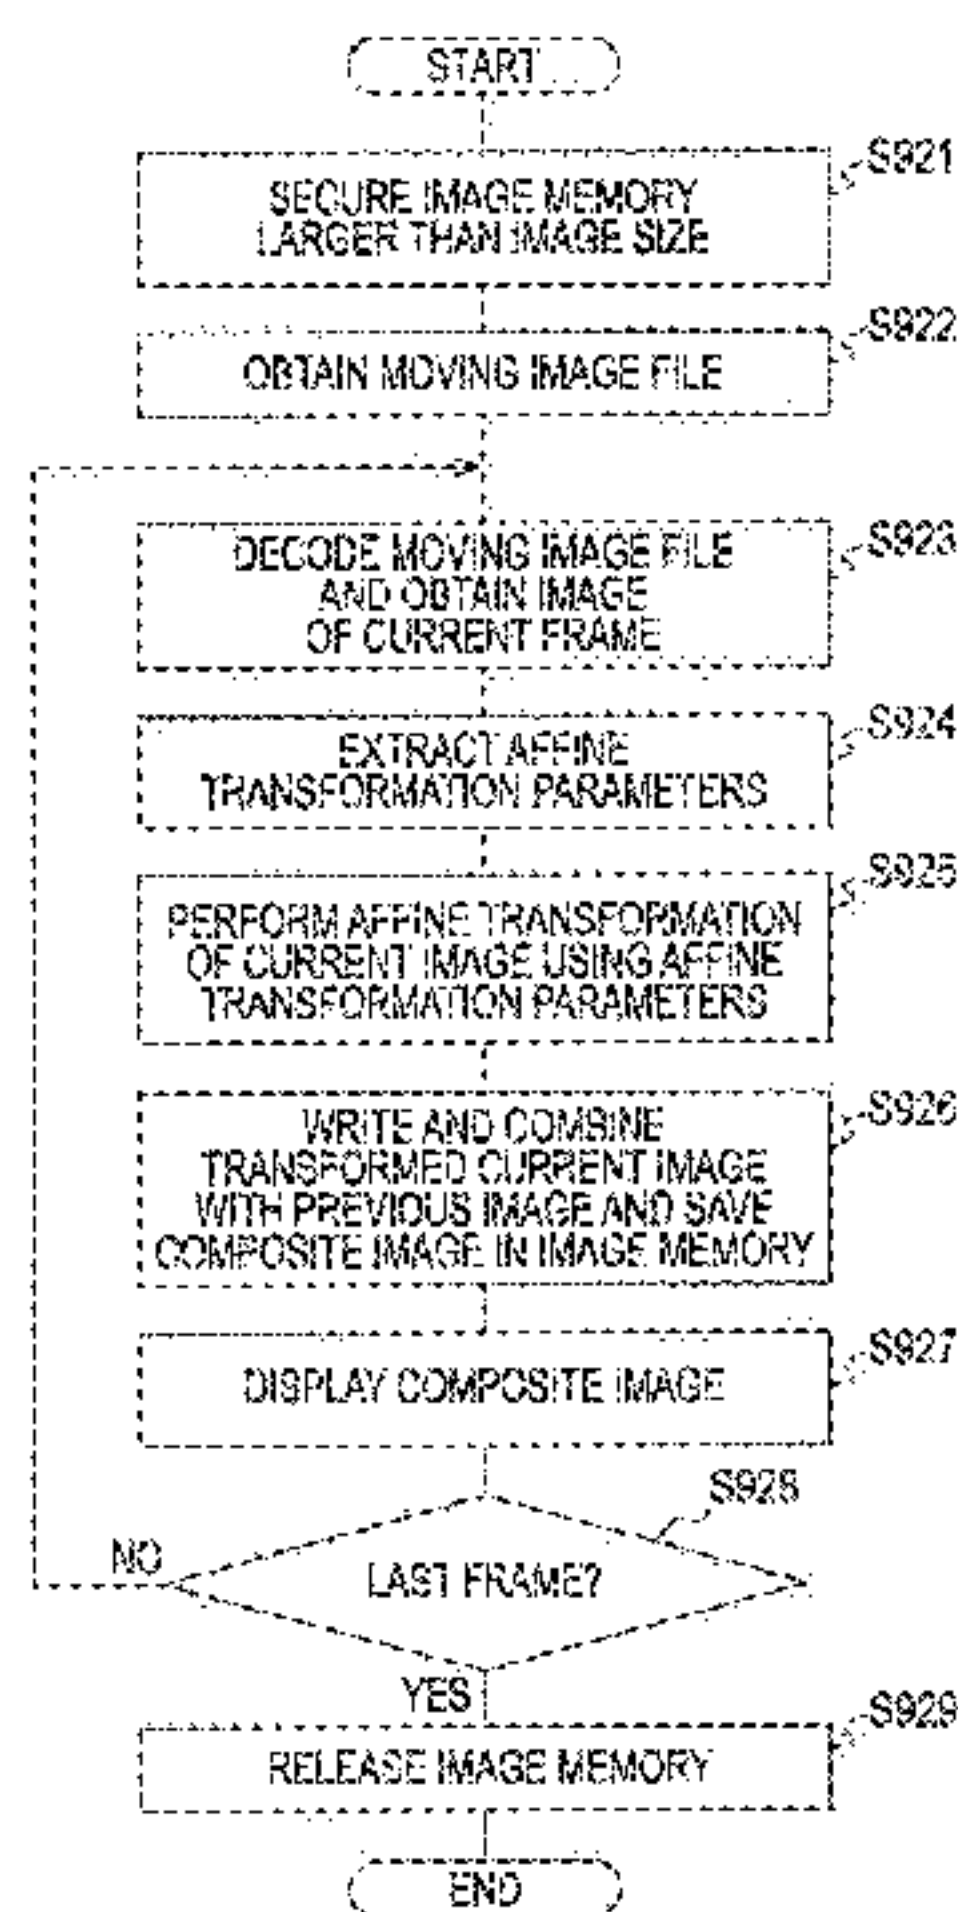 START
S921
SECURE IMAGE MEMORY
LARGER THAN IMAGE SIZE
S922
OBTAIN MOVING IMAGE FILE
S923
DECODE MOVING IMAGE FILE
AND OBTAIN IMAGE
OF CURRENT FRAME
S924
EXTRACT AFFINE
TRANSFORMATION PARAMETERS
S925
PERFORM AFFINE TRANSFORMATION
OF CURRENT IMAGE USING AFFINE
TRANSFORMATION PARAMETERS
S926
WRITE AND COMBINE
TRANSFORMED CURRENT IMAGE
WITH PREVIOUS IMAGE AND SAVE
COMPOSITE IMAGE IN IMAGE MEMORY
S927
DISPLAY COMPOSITE IMAGE
S928
NO
LAST FRAME?
YES
S929
RELEASE IMAGE MEMORY
END